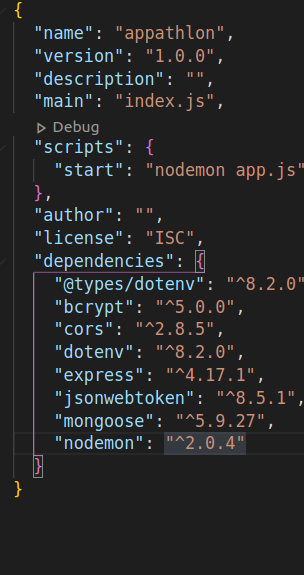 {
"name": "appathlon",
"version": "1.0.0",
"description": "",
"main": "index.js",
Debug
"scripts": {
"start": "nodemon app.js"
},
"author": "",
"license": "ISC",
"dependencies": {
"@types/dotenv": "^8.2.0"
"bcrypt": "^5.0.0",
"cors": "^2.8.5",
"dotenv": "^8.2.0",
"express": "^4.17.1",
"jsonwebtoken": "^8.5.1",
"mongoose": "^5.9.27",
"nodemon": "^2.0.4"
}
}